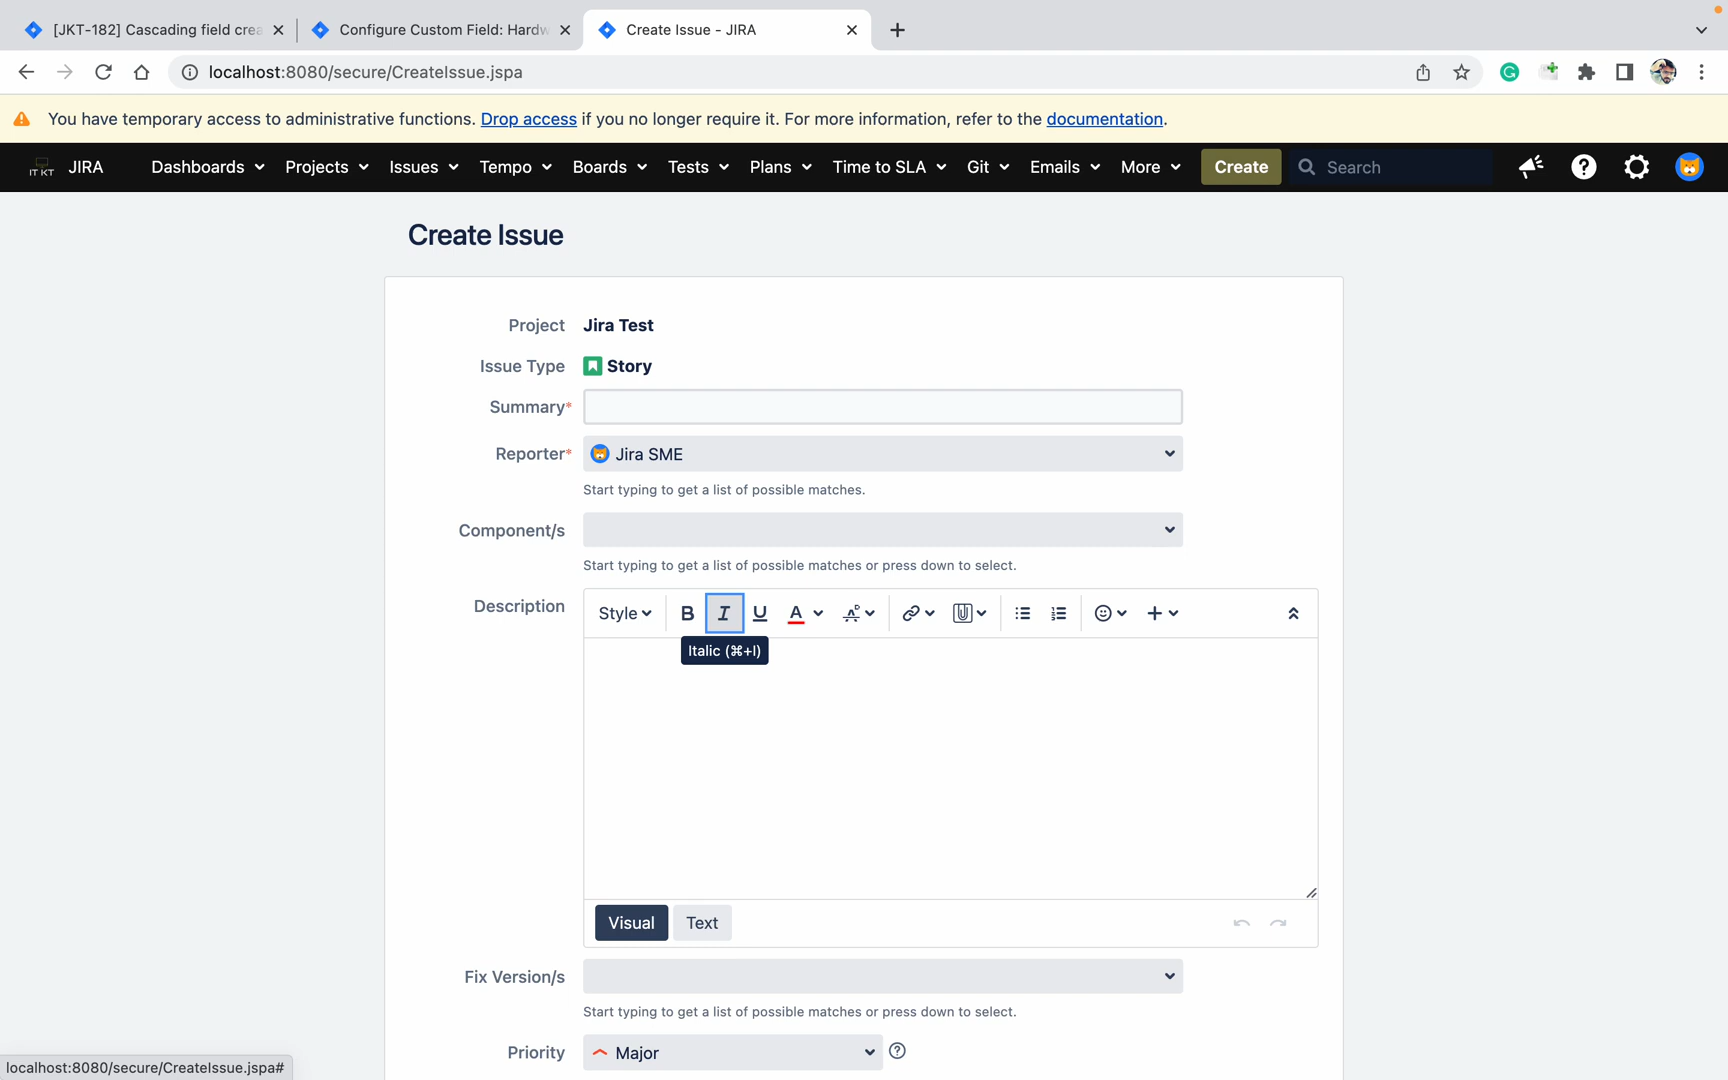 [JKT-182] Cascading field crea
Configure Custom Field: Hardw
Create Issue - JIRA
localhost:8080/secure/CreateIssue.jspa
You have temporary access to administrative functions. Drop access if you no longer require it. For more information, refer to the documentation.
IT KT JIRA Dashboards Projects Issues Tempo Boards Tests Plans Time to SLA Git Emails More Create Search
Create Issue
Project Jira Test
Issue Type Story
Summary*
Reporter* Jira SME
Start typing to get a list of possible matches.
Component/s
Start typing to get a list of possible matches or press down to select.
Description Style B I U A
Italic (⌘+I)
Visual Text
Fix Version/s
Start typing to get a list of possible matches or press down to select.
Priority Major
localhost:8080/secure/CreateIssue.jspa#